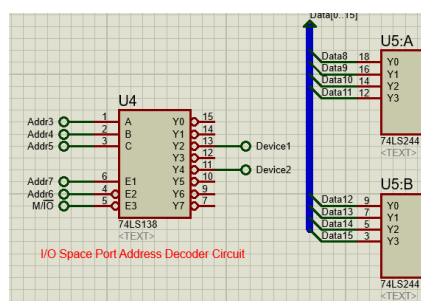 Data[0..15]
U5:A
Data8 18 Y0
Data9 16 Y1
Data10 14 Y2
Data11 12 Y3
74LS244
<TEXT>
U4
Addr3 1 A Y0 15
Addr4 2 B Y1 14
Addr5 3 C Y2 13 Device1
Y3 12
Y4 11 Device2
Addr7 6 E1 Y5 10
Addr6 4 E2 Y6 9
M/IO 5 E3 Y7 7
74LS138
<TEXT>
I/O Space Port Address Decoder Circuit
U5:B
Data12 9 Y0
Data13 7 Y1
Data14 5 Y2
Data15 3 Y3
74LS244
<TEXT>